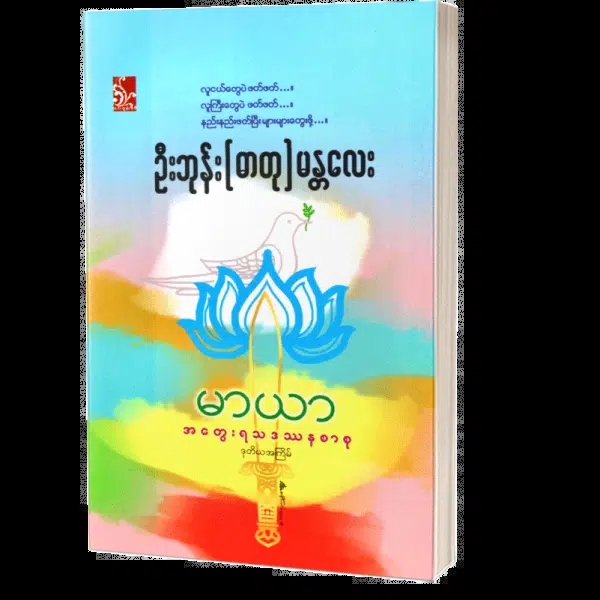 လူငယ်တွေပဲ ဖတ်ဖတ်...။
လူကြီးတွေပဲ ဖတ်ဖတ်...။
နည်းနည်းဖတ်ပြီး များများတွေးဖို့...။
ဦးဘုန်း(ဓာတု)မန္တလေး
မာယာ
အတွေးရသဒဿနစာစု
ဒုတိယအကြိမ်